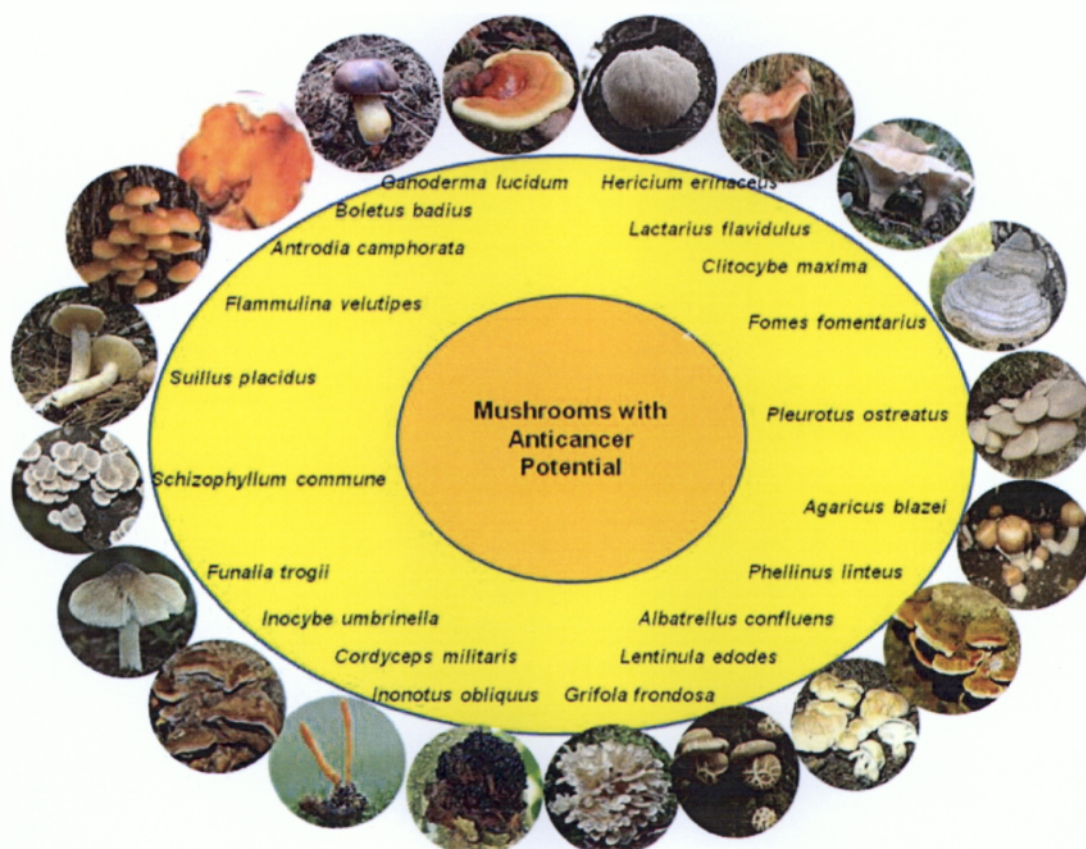 Ganoderma lucidum
Hericium erinaceus
Boletus badius
Lactarius flavidulus
Antrodia camphorata
Clitocybe maxima
Flammulina velutipes
Fomes fomentarius
Suillus placidus
Mushrooms with
Anticancer
Potential
Pleurotus ostreatus
Schizophyllum commune
Agaricus blazei
Funalia trogii
Phellinus linteus
Inocybe umbrinella
Albatrellus confluens
Cordyceps militaris
Lentinula edodes
Inonotus obliquus
Grifola frondosa